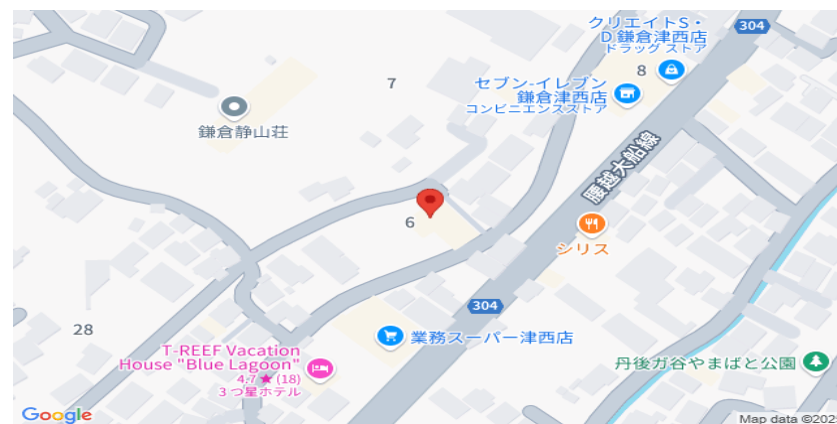 クリエイトS・
D 鎌倉津西店
ドラッグ ストア
304
8
7
セブン‐イレブン
鎌倉津西店
コンビニエンスストア
鎌倉静山荘
腰越大船線
6
シリス
304
業務スーパー津西店
28
T-REEF Vacation
House "Blue Lagoon"
4.7 ★ (18)
3 つ星ホテル
丹後ガ谷やまばと公園
Google
Map data ©202